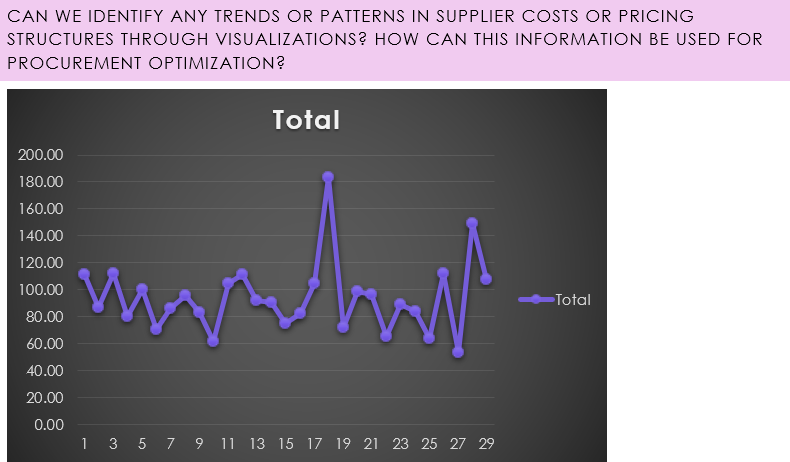 CAN WE IDENTIFY ANY TRENDS OR PATTERNS IN SUPPLIER COSTS OR PRICING
STRUCTURES THROUGH VISUALIZATIONS? HOW CAN THIS INFORMATION BE USED FOR
PROCUREMENT OPTIMIZATION?
Total
200.00
180.00
160.00
140.00
120.00
100.00
80.00
60.00
40.00
20.00
0.00
1 3 5 7 9 11 13 15 17 19 21 23 25 27 29
Total